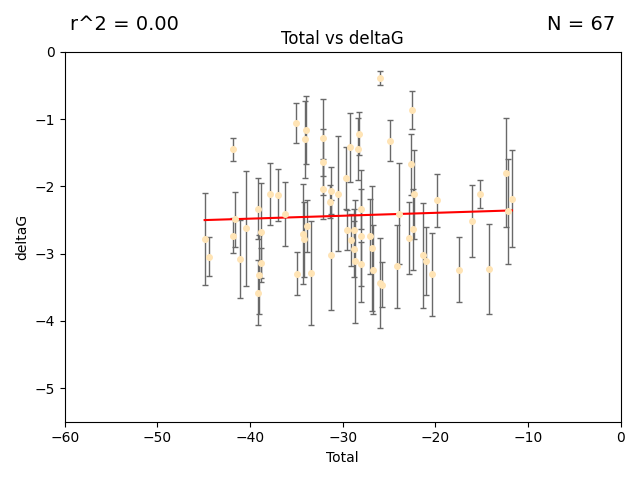 r^2 = 0.00
N = 67
Total vs deltaG
0
−1
−2
−3
−4
−5
deltaG
−60
−50
−40
−30
−20
−10
0
Total